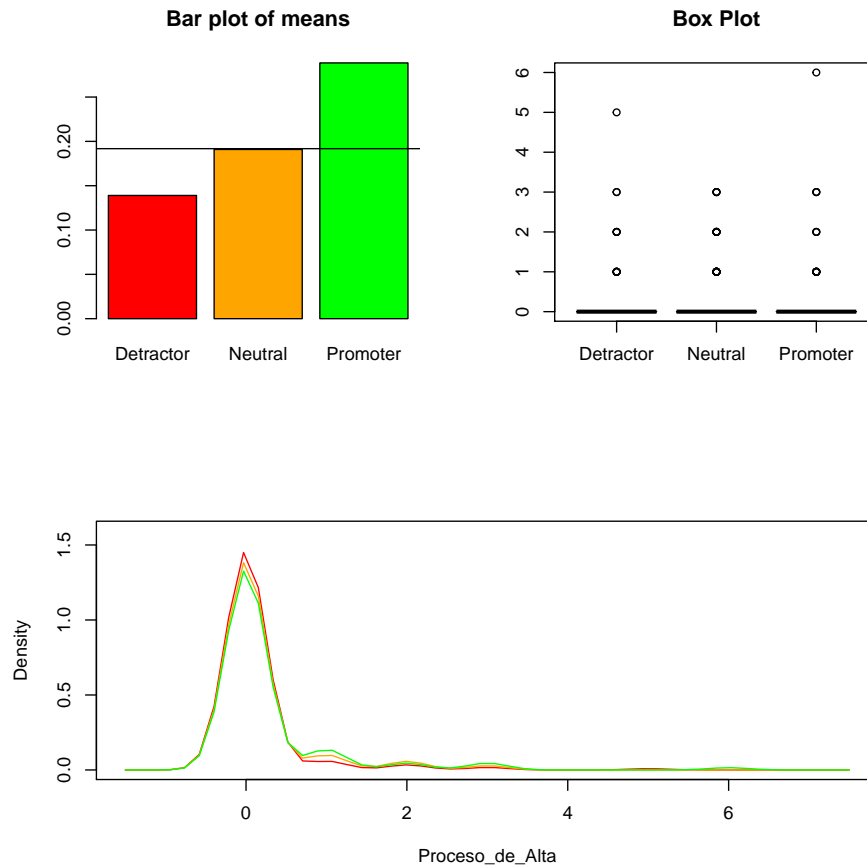 Bar plot of means
0.00
0.10
0.20
Detractor
Neutral
Promoter
Box Plot
0
1
2
3
4
5
6
Detractor
Neutral
Promoter
Density
0.0
0.5
1.0
1.5
0
2
4
6
Proceso_de_Alta